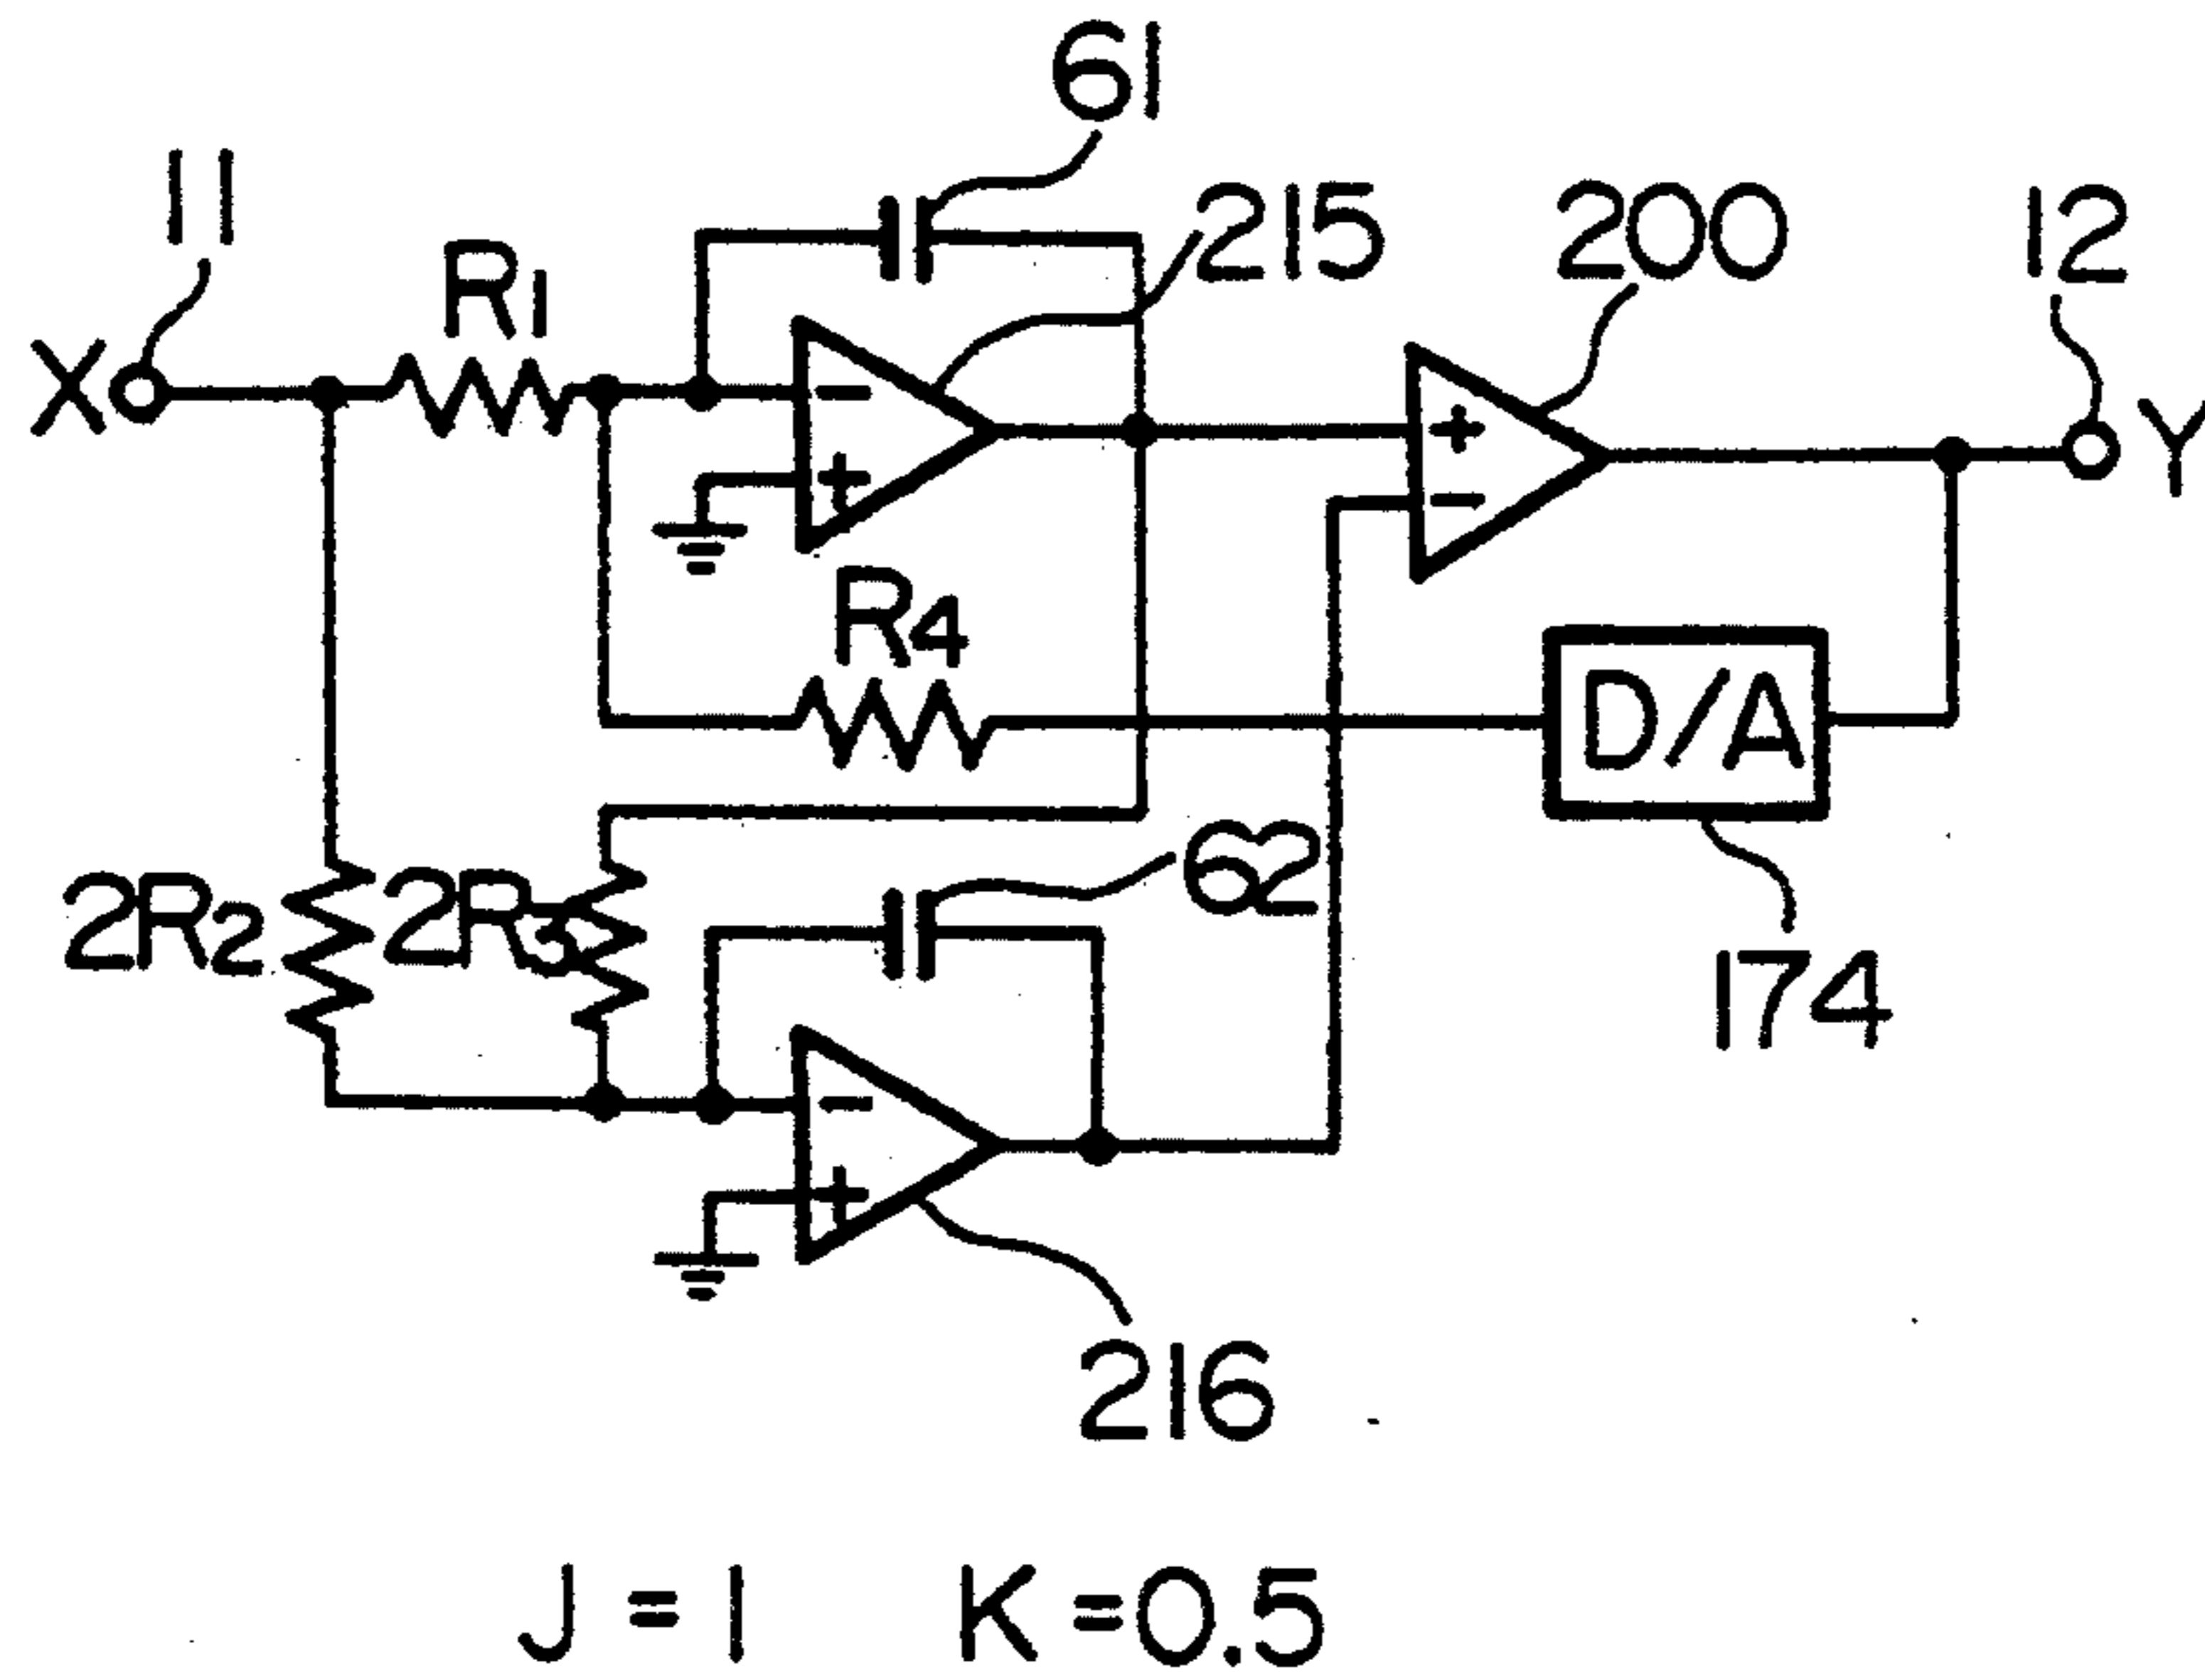 61
11
215
200
12
R1
X
Y
R4
D/A
62
2R2
2R3
174
216
J = 1 K = 0.5